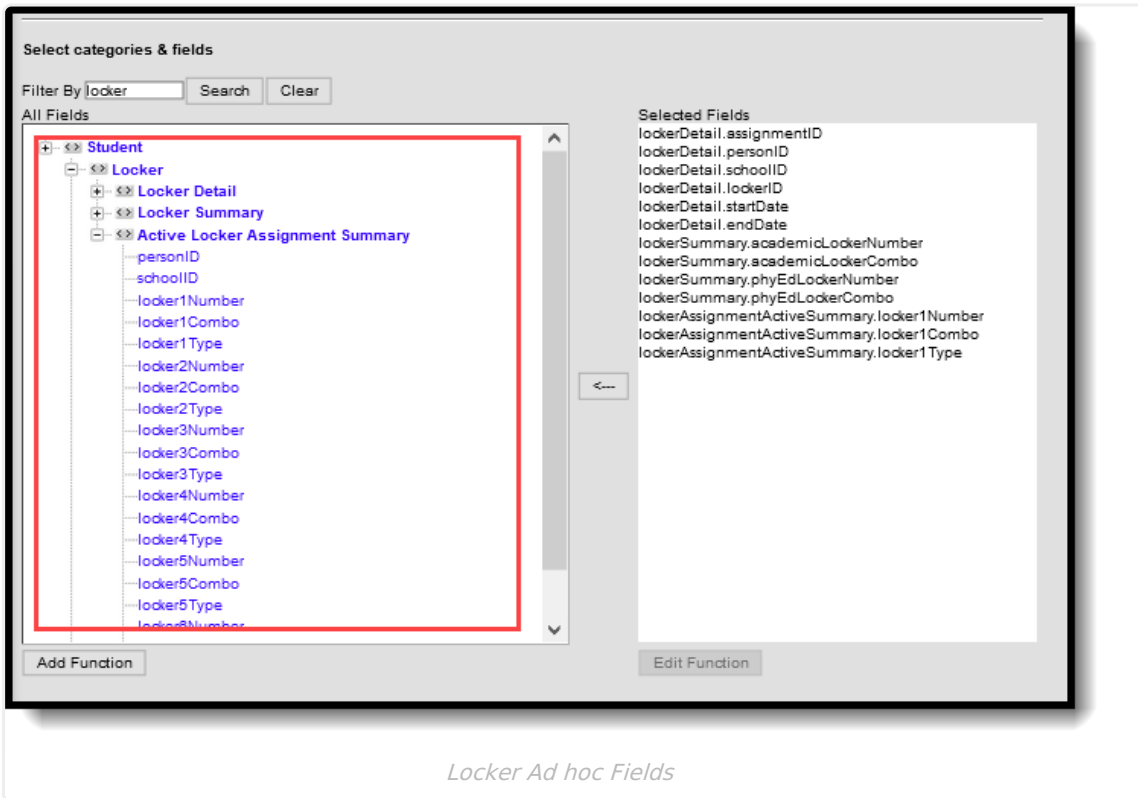 Select categories & fields
Filter By locker Search Clear
All Fields
Student
Locker
Locker Detail
Locker Summary
Active Locker Assignment Summary
personID
schoolID
locker1Number
locker1Combo
locker1Type
locker2Number
locker2Combo
locker2Type
locker3Number
locker3Combo
locker3Type
locker4Number
locker4Combo
locker4Type
locker5Number
locker5Combo
locker5Type
locker6Number
Add Function
<---
Selected Fields
lockerDetail.assignmentID
lockerDetail.personID
lockerDetail.schoolID
lockerDetail.lockerID
lockerDetail.startDate
lockerDetail.endDate
lockerSummary.academicLockerNumber
lockerSummary.academicLockerCombo
lockerSummary.phyEdLockerNumber
lockerSummary.phyEdLockerCombo
lockerAssignmentActiveSummary.locker1Number
lockerAssignmentActiveSummary.locker1Combo
lockerAssignmentActiveSummary.locker1Type
Edit Function
Locker Ad hoc Fields